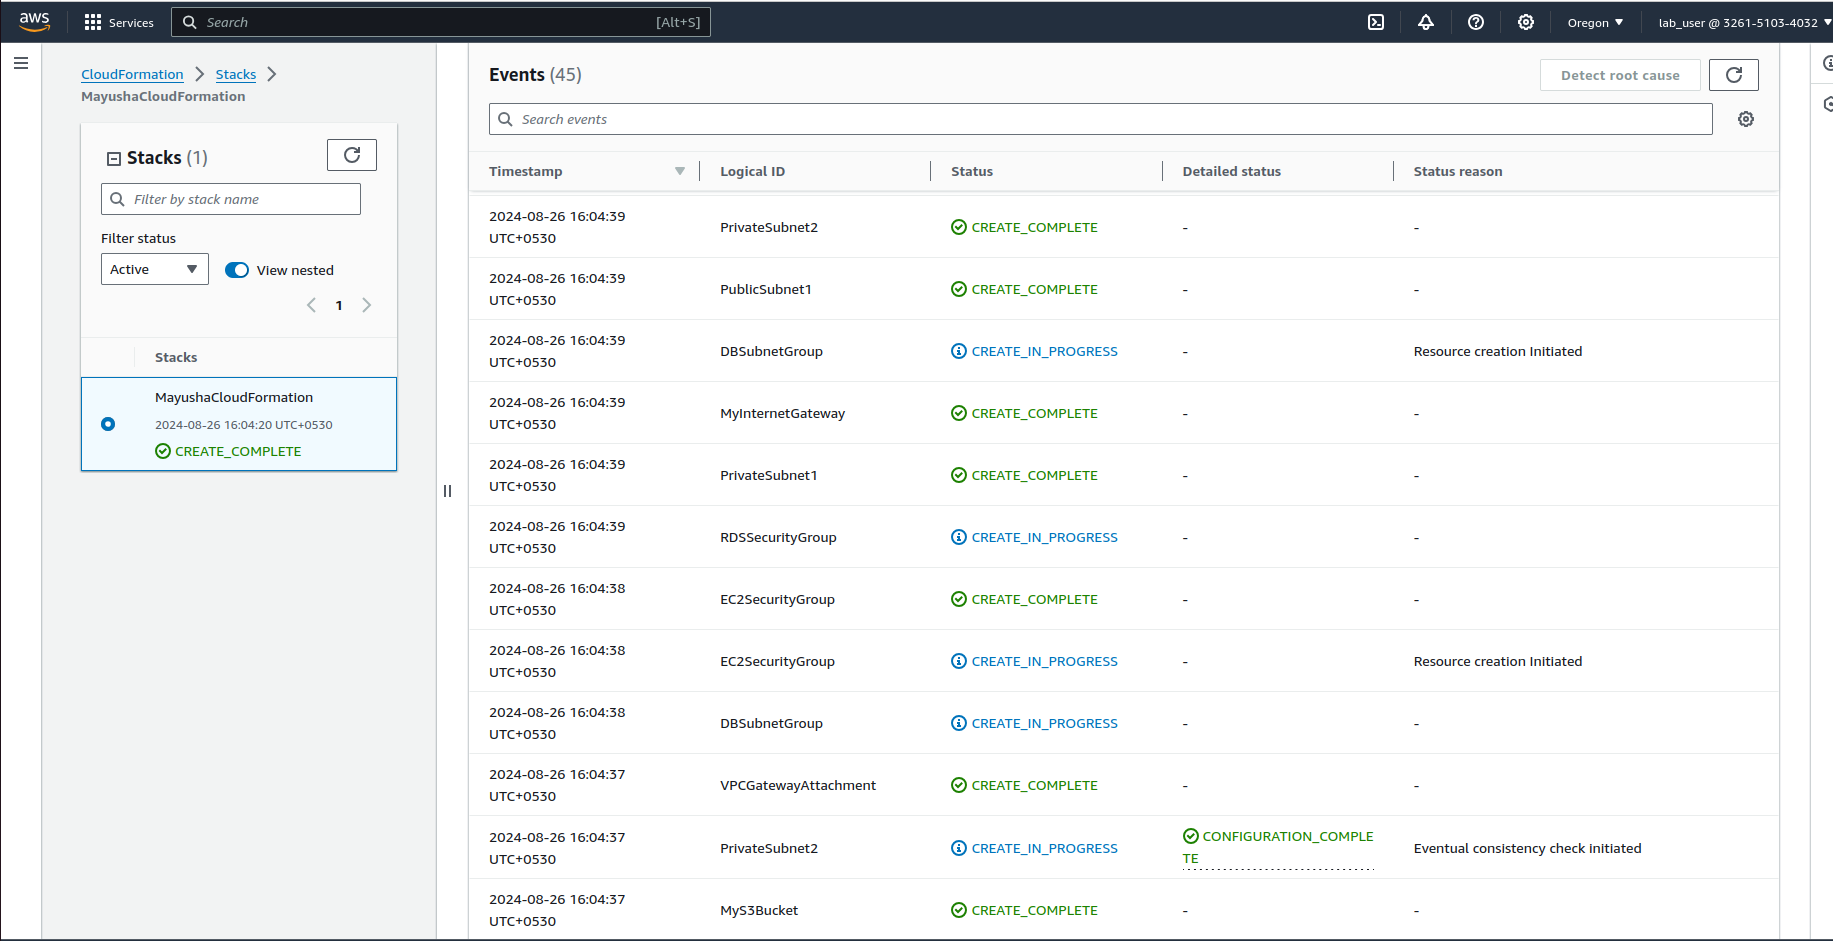 aws Services Search [Alt+S] Oregon lab_user @ 3261-5103-4032
CloudFormation Stacks
MayushaCloudFormation
Stacks (1)
Filter by stack name
Filter status
Active View nested
1
Stacks
MayushaCloudFormation
2024-08-26 16:04:20 UTC+0530
CREATE_COMPLETE
Events (45) Detect root cause
Search events
Timestamp Logical ID Status Detailed status Status reason
2024-08-26 16:04:39
UTC+0530
PrivateSubnet2 CREATE_COMPLETE - -
2024-08-26 16:04:39
UTC+0530
PublicSubnet1 CREATE_COMPLETE - -
2024-08-26 16:04:39
UTC+0530
DBSubnetGroup CREATE_IN_PROGRESS - Resource creation Initiated
2024-08-26 16:04:39
UTC+0530
MyInternetGateway CREATE_COMPLETE - -
2024-08-26 16:04:39
UTC+0530
PrivateSubnet1 CREATE_COMPLETE - -
2024-08-26 16:04:39
UTC+0530
RDSSecurityGroup CREATE_IN_PROGRESS - -
2024-08-26 16:04:38
UTC+0530
EC2SecurityGroup CREATE_COMPLETE - -
2024-08-26 16:04:38
UTC+0530
EC2SecurityGroup CREATE_IN_PROGRESS - Resource creation Initiated
2024-08-26 16:04:38
UTC+0530
DBSubnetGroup CREATE_IN_PROGRESS - -
2024-08-26 16:04:37
UTC+0530
VPCGatewayAttachment CREATE_COMPLETE - -
2024-08-26 16:04:37
UTC+0530
PrivateSubnet2 CREATE_IN_PROGRESS
CONFIGURATION_COMPLE
TE
Eventual consistency check initiated
2024-08-26 16:04:37
UTC+0530
MyS3Bucket CREATE_COMPLETE - -